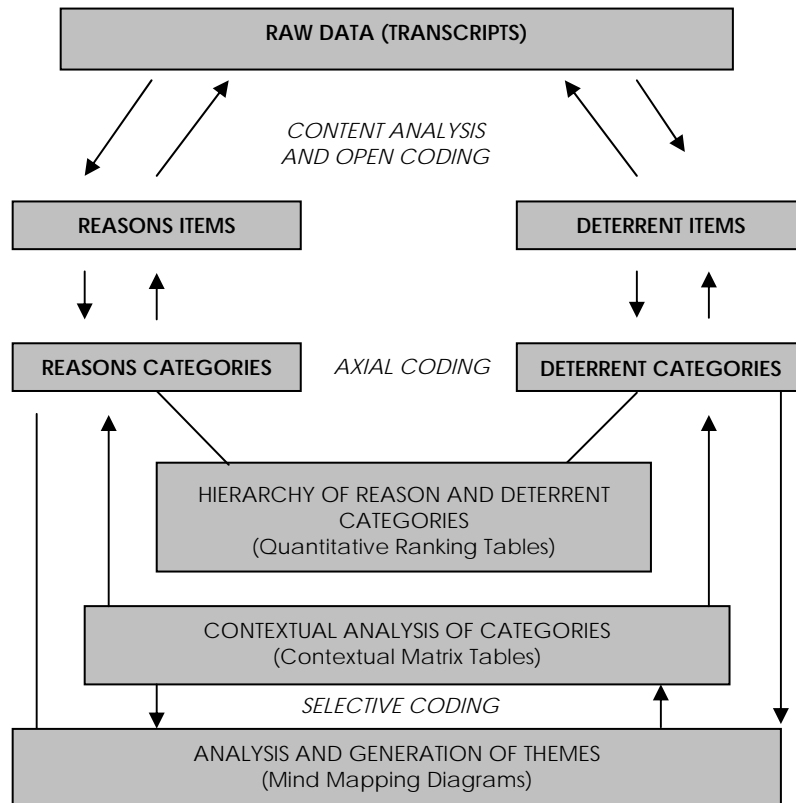 RAW DATA (TRANSCRIPTS)
CONTENT ANALYSIS
AND OPEN CODING
REASONS ITEMS
DETERRENT ITEMS
REASONS CATEGORIES
AXIAL CODING
DETERRENT CATEGORIES
HIERARCHY OF REASON AND DETERRENT
CATEGORIES
(Quantitative Ranking Tables)
CONTEXTUAL ANALYSIS OF CATEGORIES
(Contextual Matrix Tables)
SELECTIVE CODING
ANALYSIS AND GENERATION OF THEMES
(Mind Mapping Diagrams)